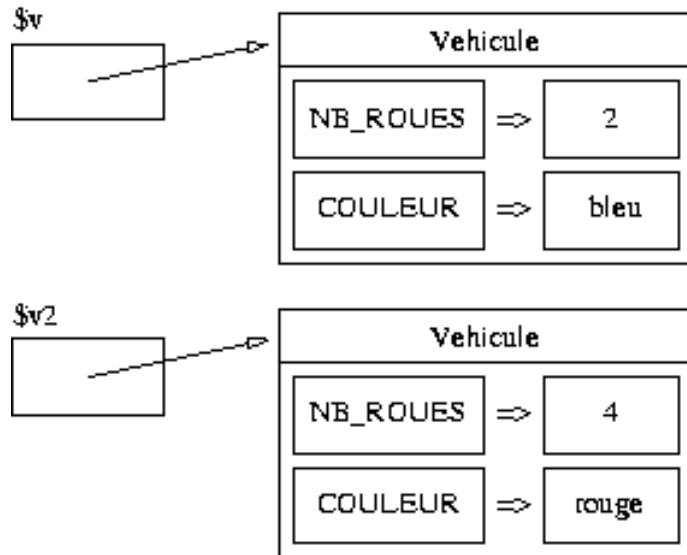 $v
Vehicule
NB_ROUES => 2
COULEUR => bleu
$v2
Vehicule
NB_ROUES => 4
COULEUR => rouge